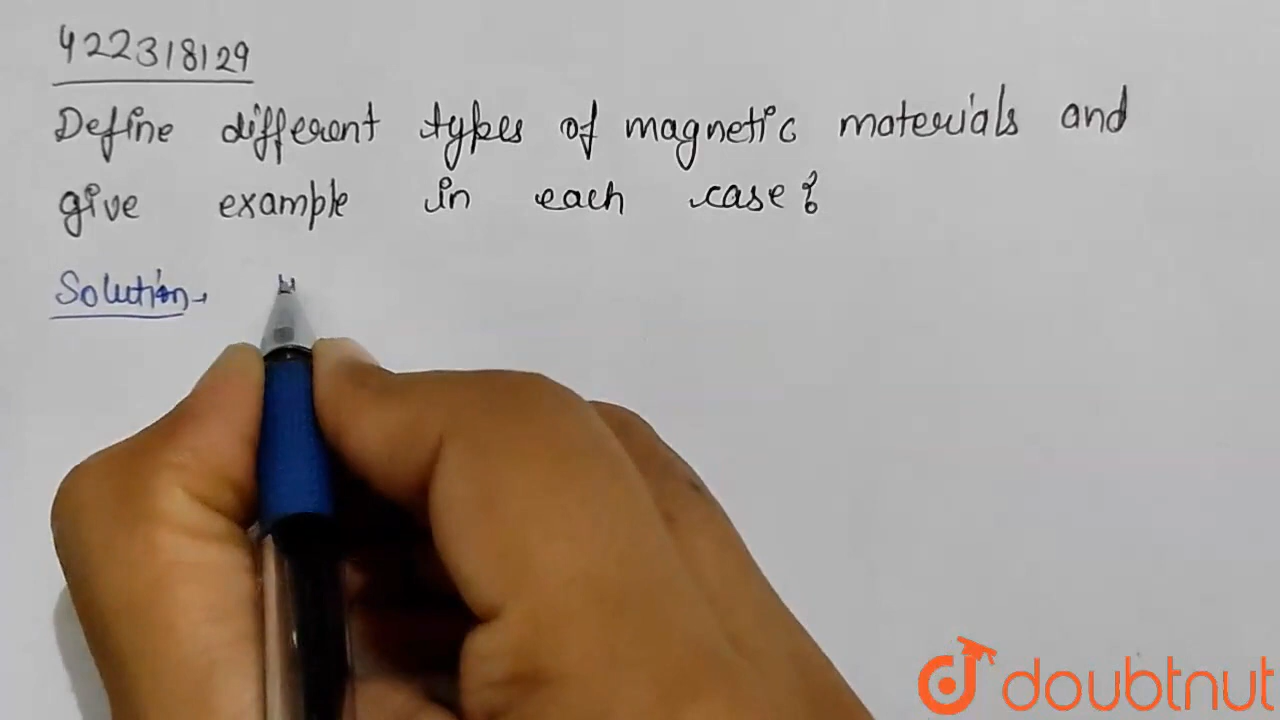 422318129
Define different types of magnetic materials and
give example in each case?
Solution→
doubtnut